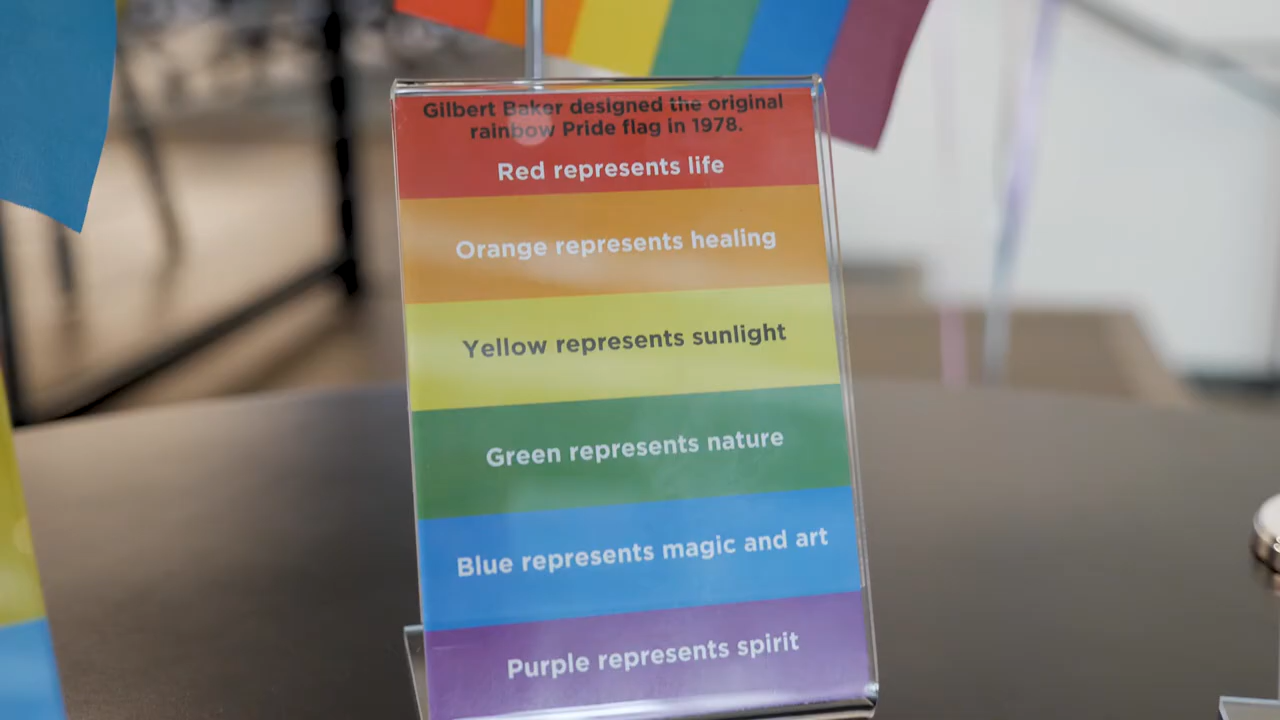 Gilbert Baker designed the original
rainbow Pride flag in 1978.
Red represents life
Orange represents healing
Yellow represents sunlight
Green represents nature
Blue represents magic and art
Purple represents spirit